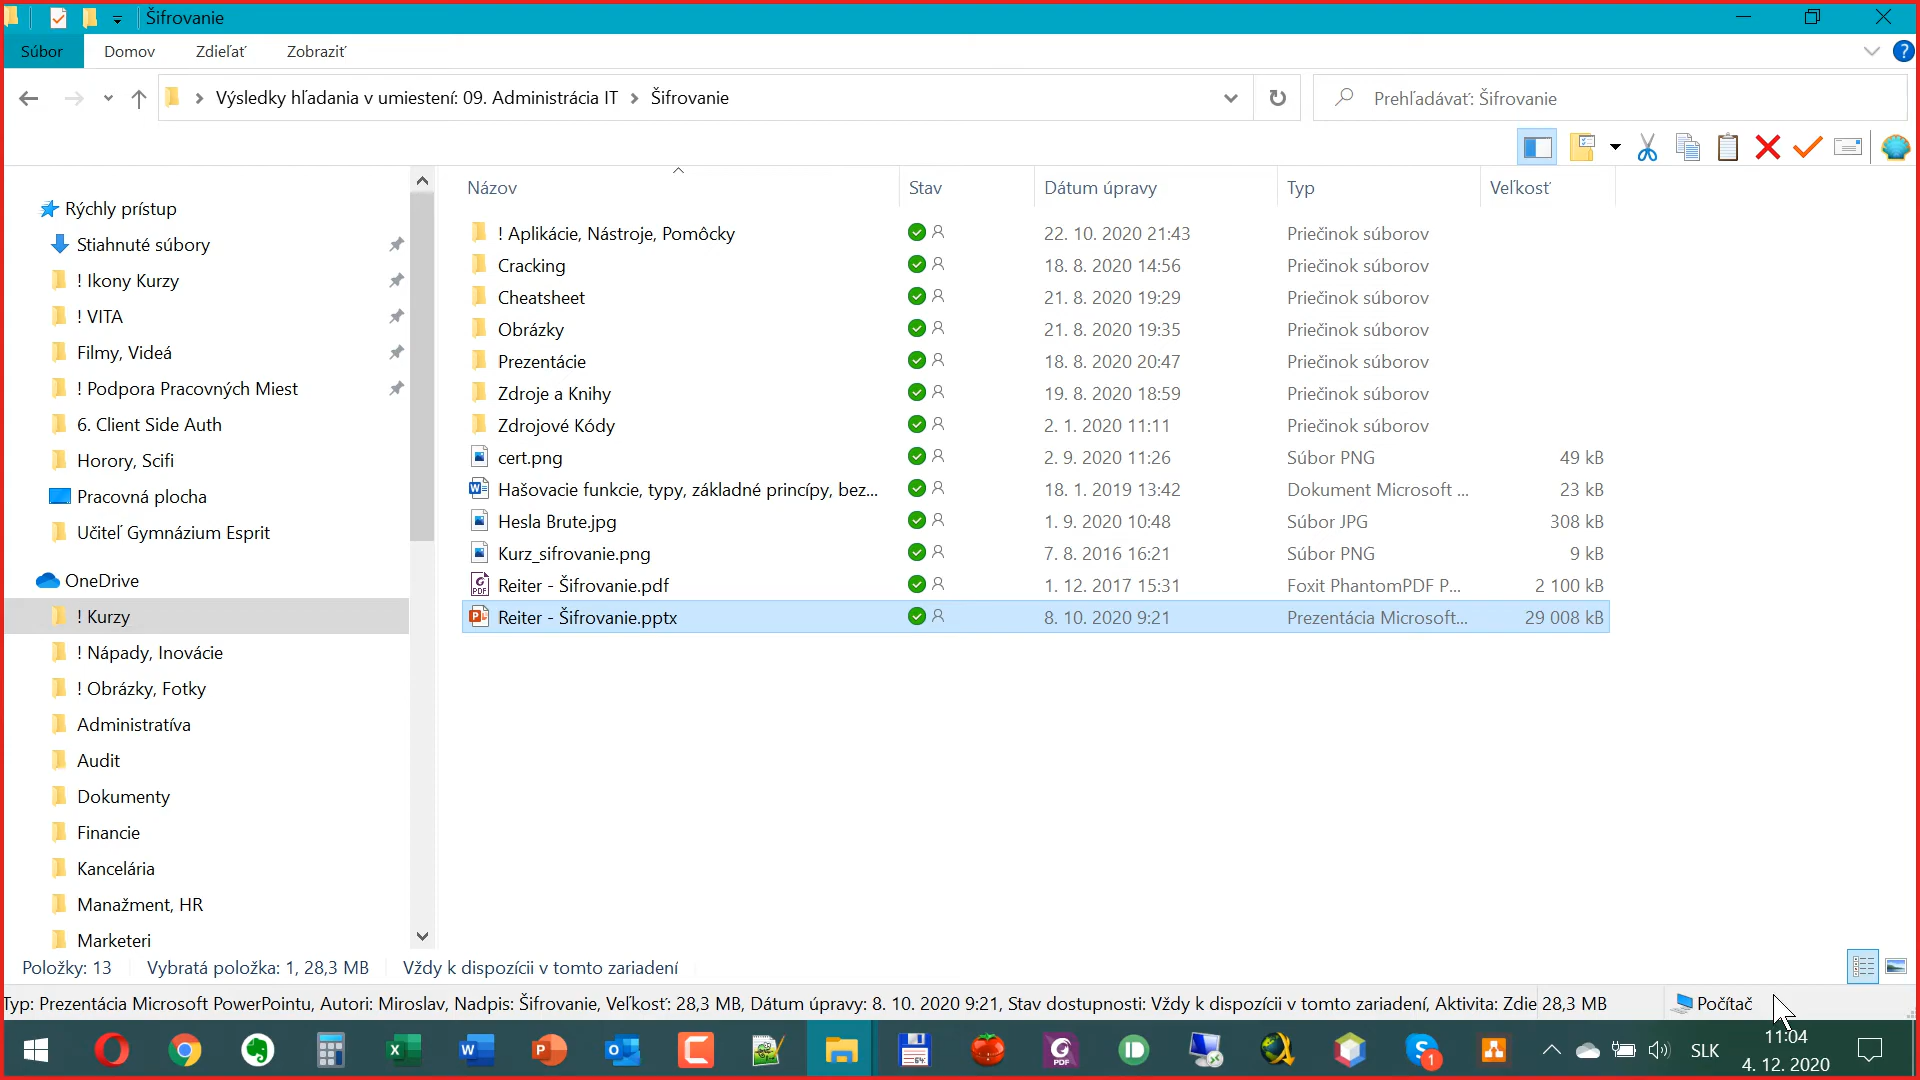 Šifrovanie
Súbor Domov Zdieľať Zobraziť
Výsledky hľadania v umiestení: 09. Administrácia IT Šifrovanie
Prehľadávať: Šifrovanie
Názov Stav Dátum úpravy Typ Veľkosť
Rýchly prístup
Stiahnuté súbory
! Ikony Kurzy
! VITA
Filmy, Videá
! Podpora Pracovných Miest
6. Client Side Auth
Horory, Scifi
Pracovná plocha
Učiteľ Gymnázium Esprit
OneDrive
! Kurzy
! Nápady, Inovácie
! Obrázky, Fotky
Administratíva
Audit
Dokumenty
Financie
Kancelária
Manažment, HR
Marketeri
! Aplikácie, Nástroje, Pomôcky 22. 10. 2020 21:43 Priečinok súborov
Cracking 18. 8. 2020 14:56 Priečinok súborov
Cheatsheet 21. 8. 2020 19:29 Priečinok súborov
Obrázky 21. 8. 2020 19:35 Priečinok súborov
Prezentácie 18. 8. 2020 20:47 Priečinok súborov
Zdroje a Knihy 19. 8. 2020 18:59 Priečinok súborov
Zdrojové Kódy 2. 1. 2020 11:11 Priečinok súborov
cert.png 2. 9. 2020 11:26 Súbor PNG 49 kB
Hašovacie funkcie, typy, základné princípy, bez... 18. 1. 2019 13:42 Dokument Microsoft ... 23 kB
Hesla Brute.jpg 1. 9. 2020 10:48 Súbor JPG 308 kB
Kurz_sifrovanie.png 7. 8. 2016 16:21 Súbor PNG 9 kB
Reiter - Šifrovanie.pdf 1. 12. 2017 15:31 Foxit PhantomPDF P... 2 100 kB
Reiter - Šifrovanie.pptx 8. 10. 2020 9:21 Prezentácia Microsoft... 29 008 kB
Položky: 13 Vybratá položka: 1, 28,3 MB Vždy k dispozícii v tomto zariadení
Typ: Prezentácia Microsoft PowerPointu, Autori: Miroslav, Nadpis: Šifrovanie, Veľkosť: 28,3 MB, Dátum úpravy: 8. 10. 2020 9:21, Stav dostupnosti: Vždy k dispozícii v tomto zariadení, Aktivita: Zdie 28,3 MB Počítač
SLK
11:04
4. 12. 2020